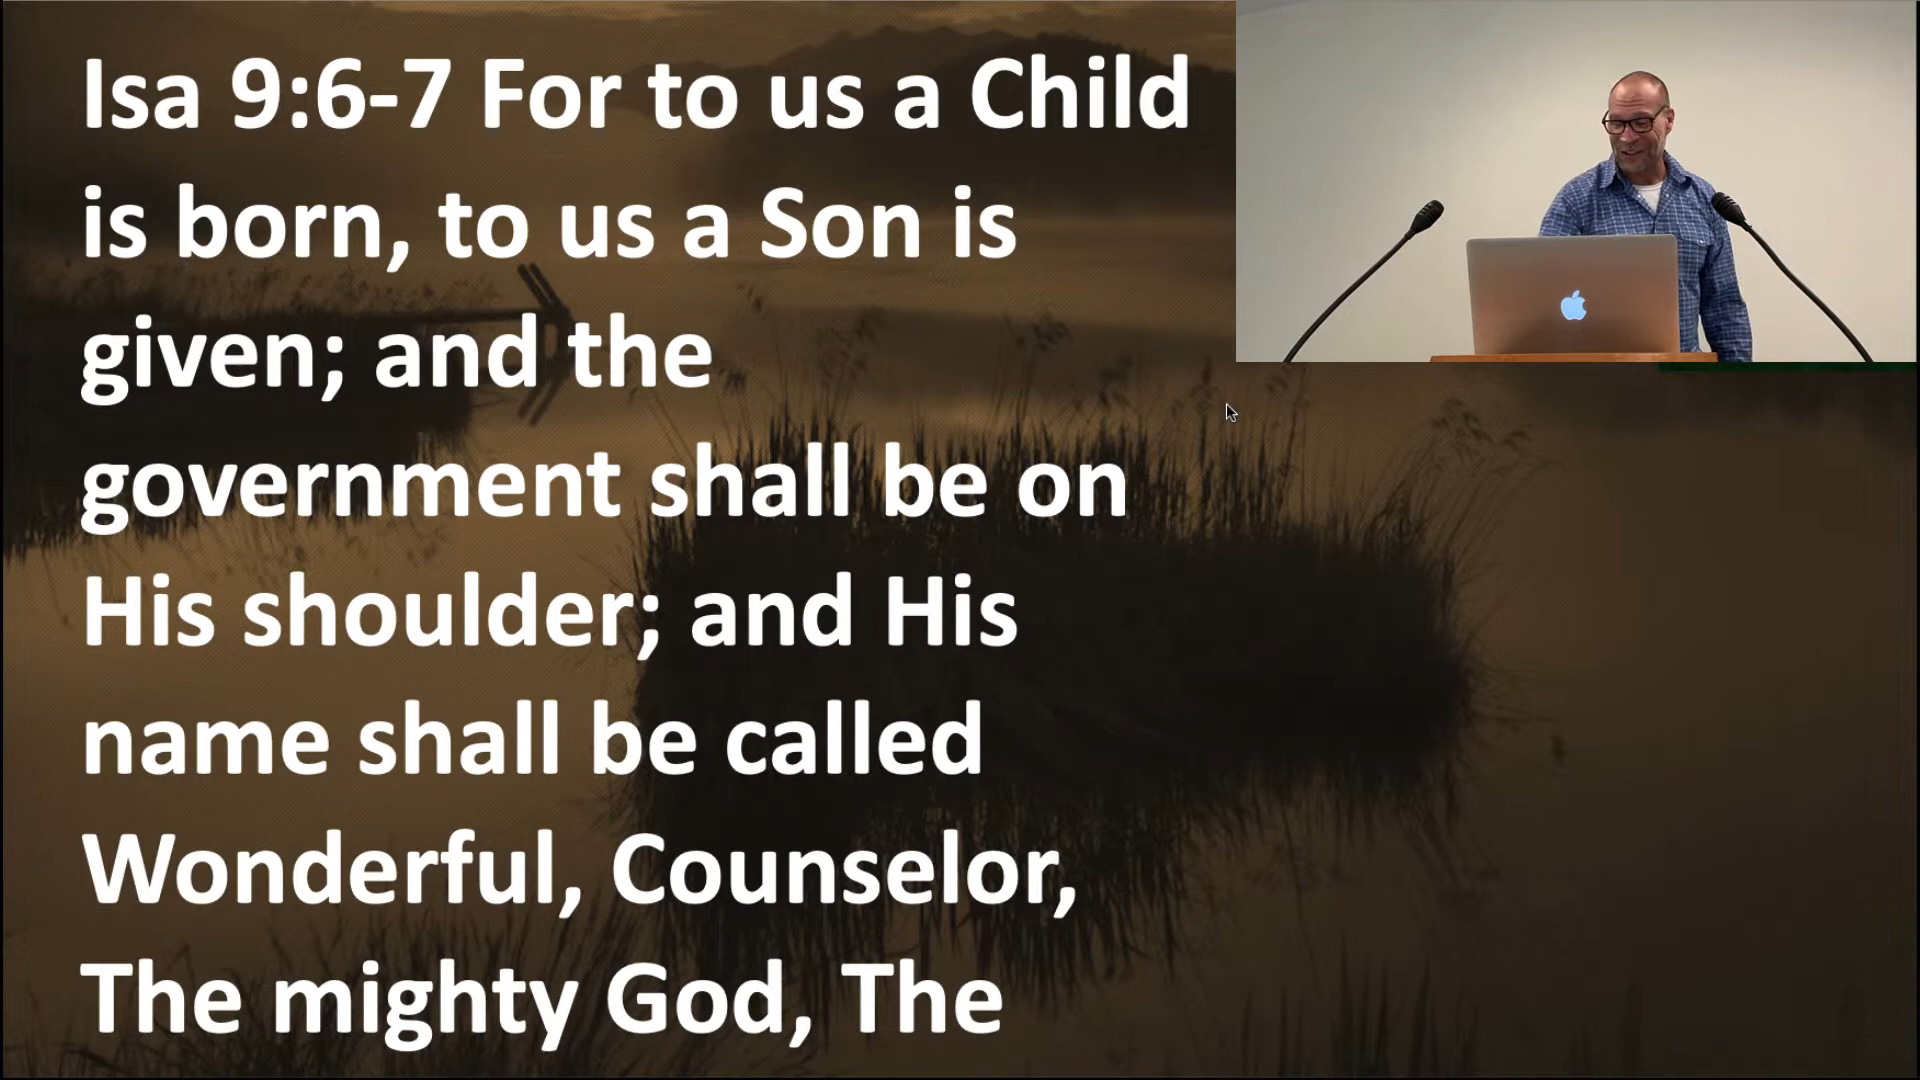 Isa 9:6-7 For to us a Child
is born, to us a Son is
given; and the
government shall be on
His shoulder; and His
name shall be called
Wonderful, Counselor,
The mighty God, The